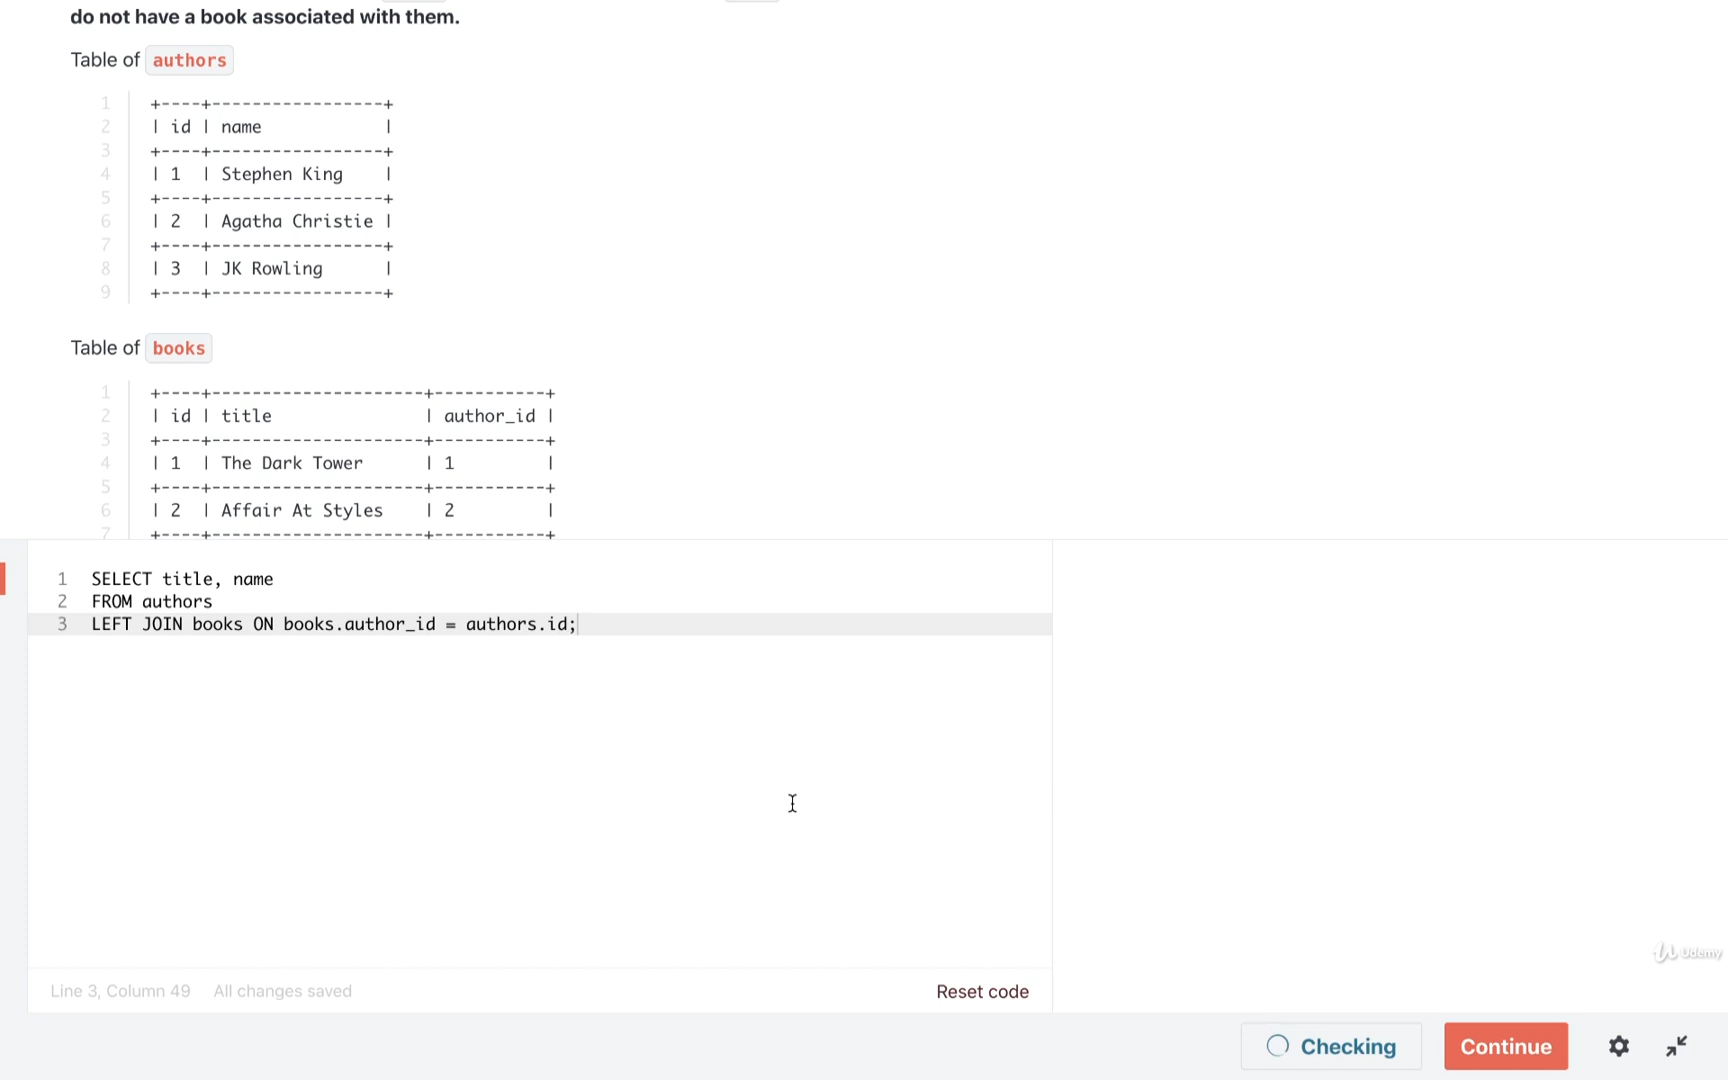 do not have a book associated with them.
Table of authors
1 +----+-----------------+
2 | id | name            |
3 +----+-----------------+
4 | 1  | Stephen King    |
5 +----+-----------------+
6 | 2  | Agatha Christie |
7 +----+-----------------+
8 | 3  | JK Rowling      |
9 +----+-----------------+
Table of books
1 +----+---------------------+-----------+
2 | id | title               | author_id |
3 +----+---------------------+-----------+
4 | 1  | The Dark Tower      | 1         |
5 +----+---------------------+-----------+
6 | 2  | Affair At Styles    | 2         |
7 +----+---------------------+-----------+
1 SELECT title, name
2 FROM authors
3 LEFT JOIN books ON books.author_id = authors.id;
Udemy
Line 3, Column 49 All changes saved Reset code
Checking Continue